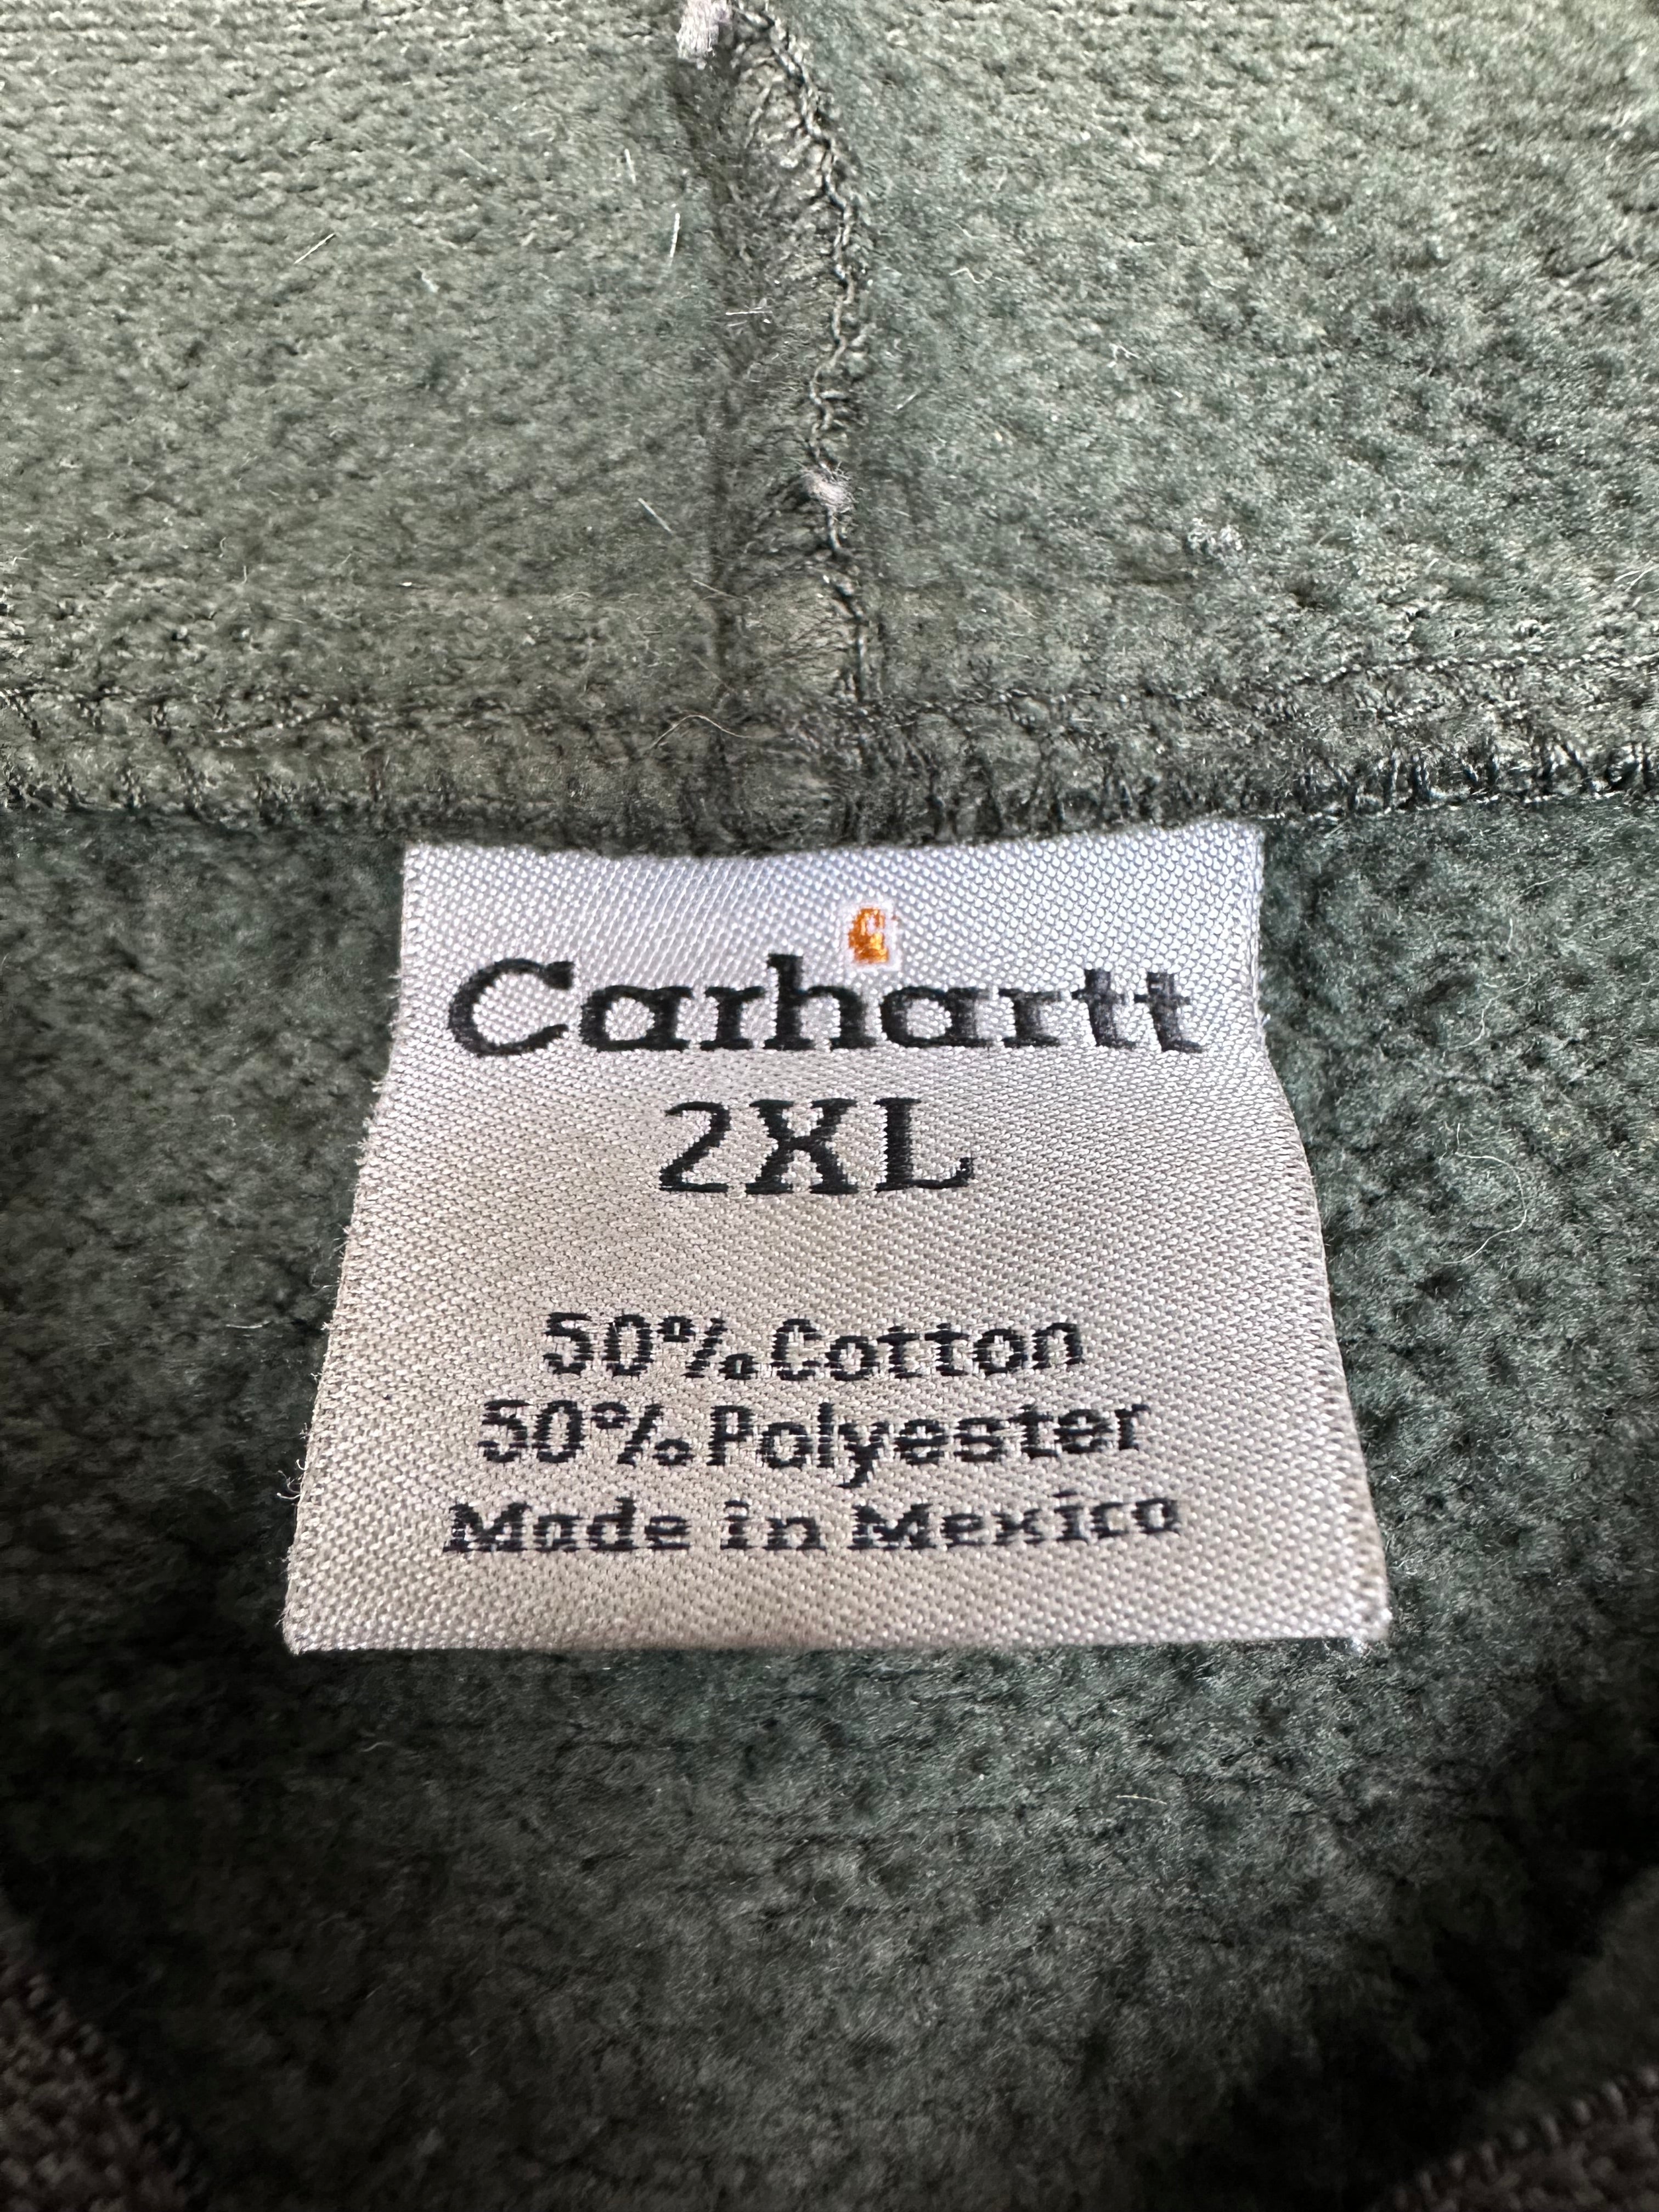 Carhartt
2XL
50% Cotton
50% Polyester
Made in Mexico